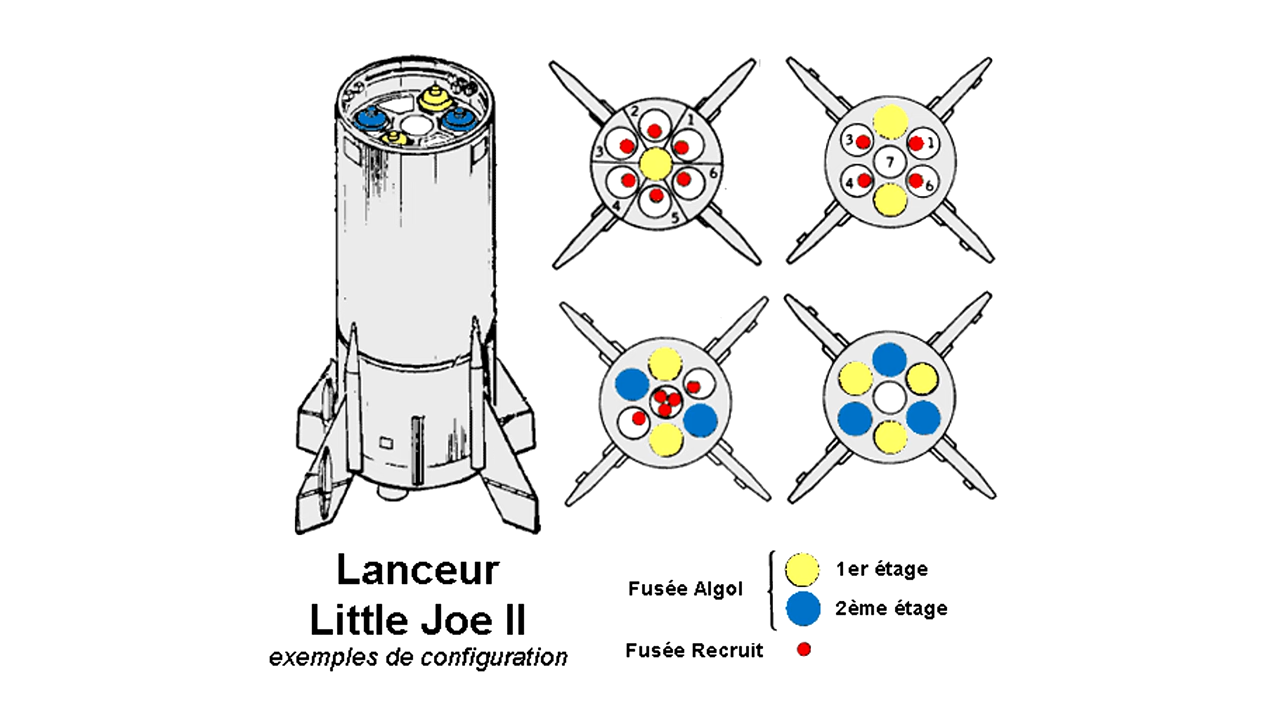 2
1
3
6
4
5
3
1
7
4
6
Lanceur
Little Joe II
exemples de configuration
Fusée Algol
1er étage
2ème étage
Fusée Recruit